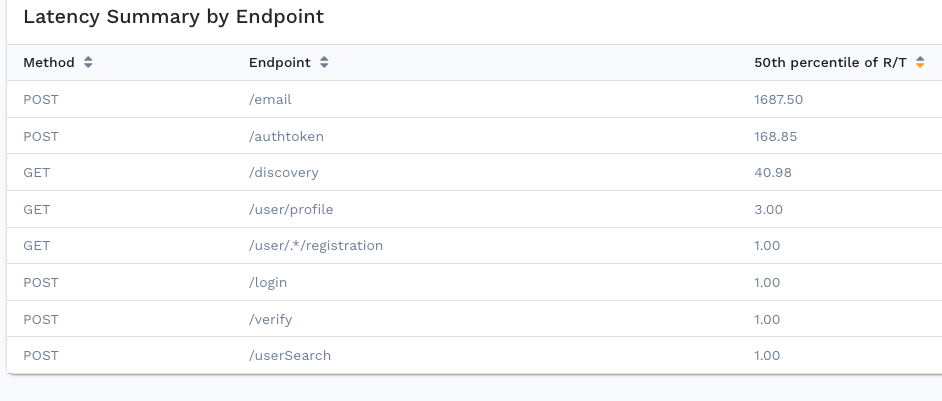 Latency Summary by Endpoint
Method Endpoint 50th percentile of R/T
POST /email 1687.50
POST /authtoken 168.85
GET /discovery 40.98
GET /user/profile 3.00
GET /user/.*/registration 1.00
POST /login 1.00
POST /verify 1.00
POST /userSearch 1.00